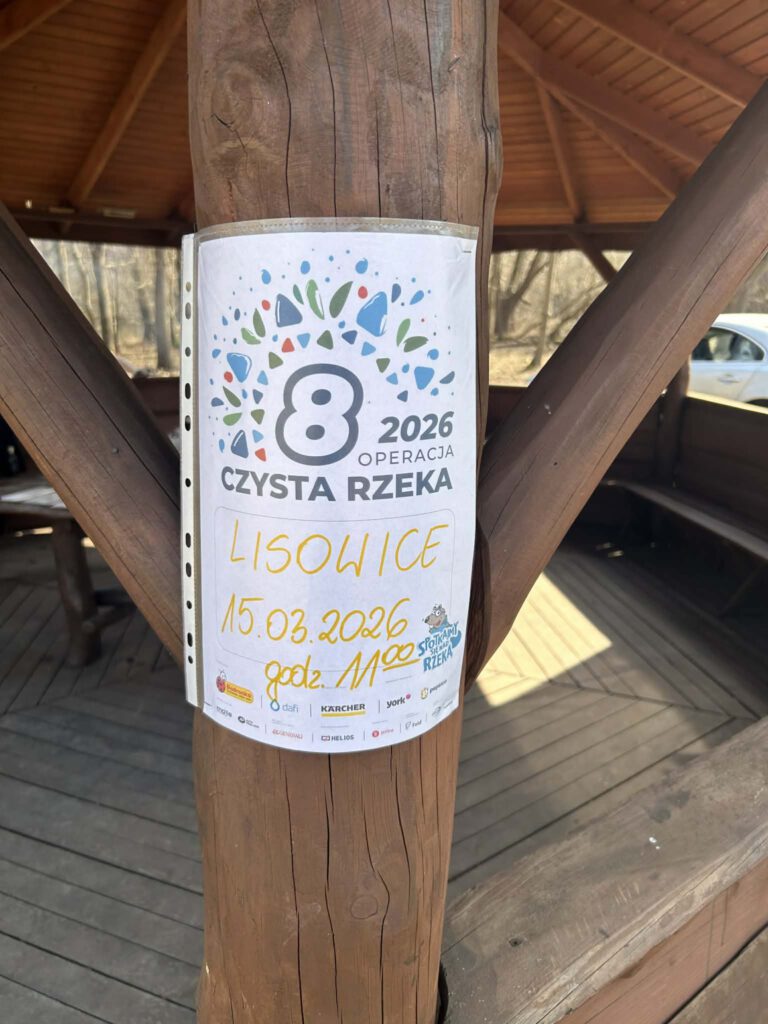 8
2026
OPERACJA
CZYSTA RZEKA
LISOWICE
15.03.2026
godz. 11⁰⁰
SPOTKAJMY
SIĘ NAD
RZEKĄ
dafi
KÄRCHER
york
HELIOS